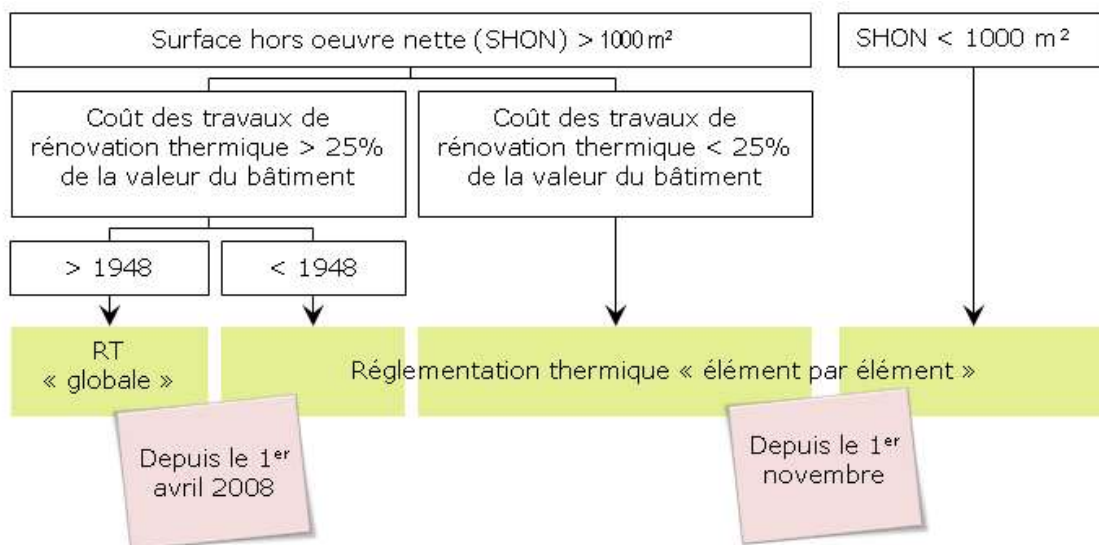 Surface hors oeuvre nette (SHON) > 1000 m²
SHON < 1000 m²
Coût des travaux de
rénovation thermique > 25%
de la valeur du bâtiment
Coût des travaux de
rénovation thermique < 25%
de la valeur du bâtiment
> 1948
< 1948
RT
« globale »
Réglementation thermique « élément par élément »
Depuis le 1er
avril 2008
Depuis le 1er
novembre